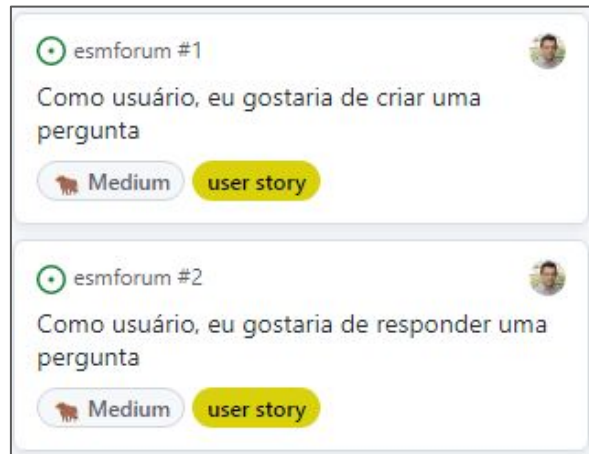 esmforum #1
Como usuário, eu gostaria de criar uma
pergunta
🐂 Medium user story
esmforum #2
Como usuário, eu gostaria de responder uma
pergunta
🐂 Medium user story